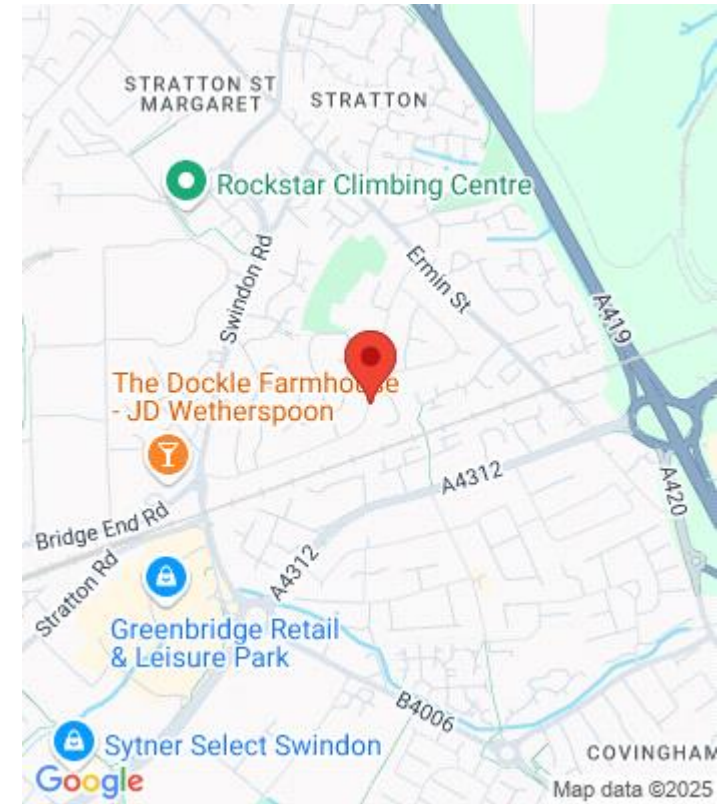 STRATTON ST
MARGARET
STRATTON
Rockstar Climbing Centre
Swindon Rd
Ermin St
A419
The Dockle Farmhouse
- JD Wetherspoon
A4312
A420
Bridge End Rd
Stratton Rd
A4312
Greenbridge Retail
& Leisure Park
B4006
Sytner Select Swindon
COVINGHAM
Google
Map data ©2025